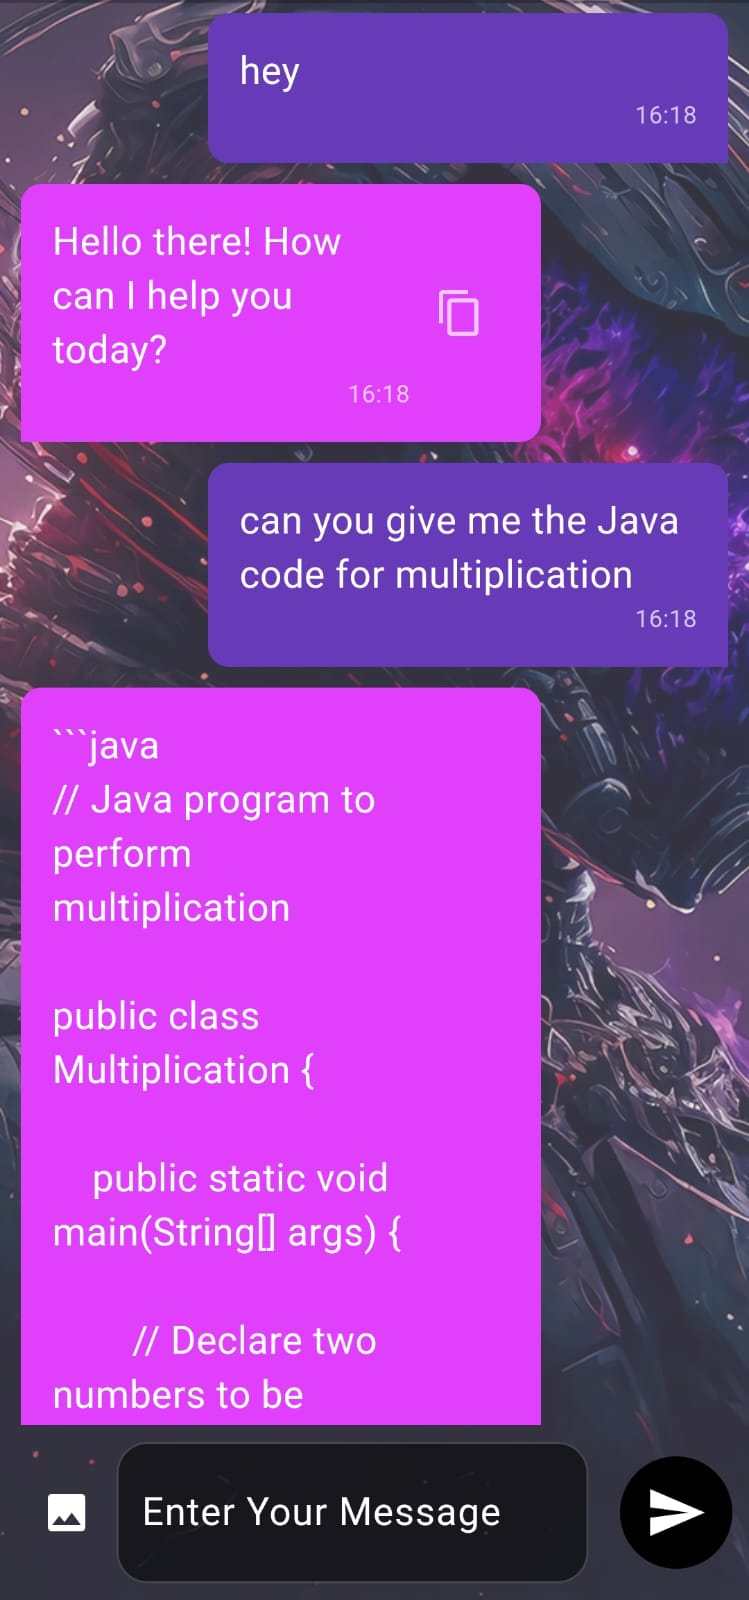 hey
16:18
Hello there! How
can I help you
today?
16:18
can you give me the Java
code for multiplication
16:18
```java
// Java program to
perform
multiplication
public class
Multiplication {
public static void
main(String[] args) {
// Declare two
numbers to be
Enter Your Message